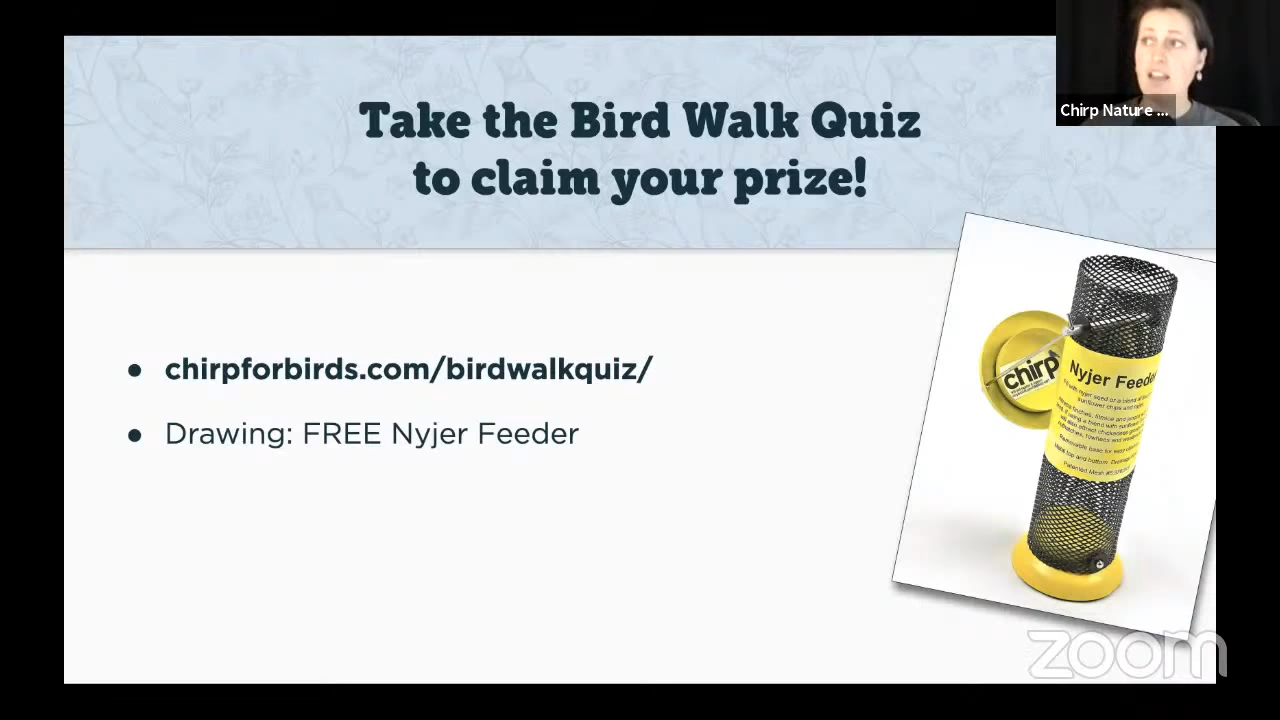 Take the Bird Walk Quiz
to claim your prize!
Chirp Nature ...
• chirpforbirds.com/birdwalkquiz/
• Drawing: FREE Nyjer Feeder
chirp
Nyjer Feeder
zoom